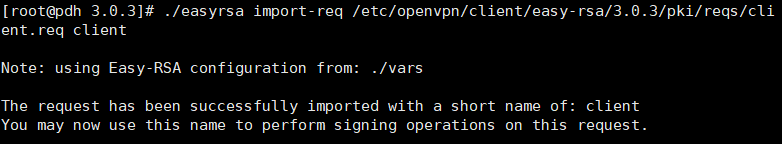 [root@pdh 3.0.3]# ./easyrsa import-req /etc/openvpn/client/easy-rsa/3.0.3/pki/reqs/cli
ent.req client
Note: using Easy-RSA configuration from: ./vars
The request has been successfully imported with a short name of: client
You may now use this name to perform signing operations on this request.